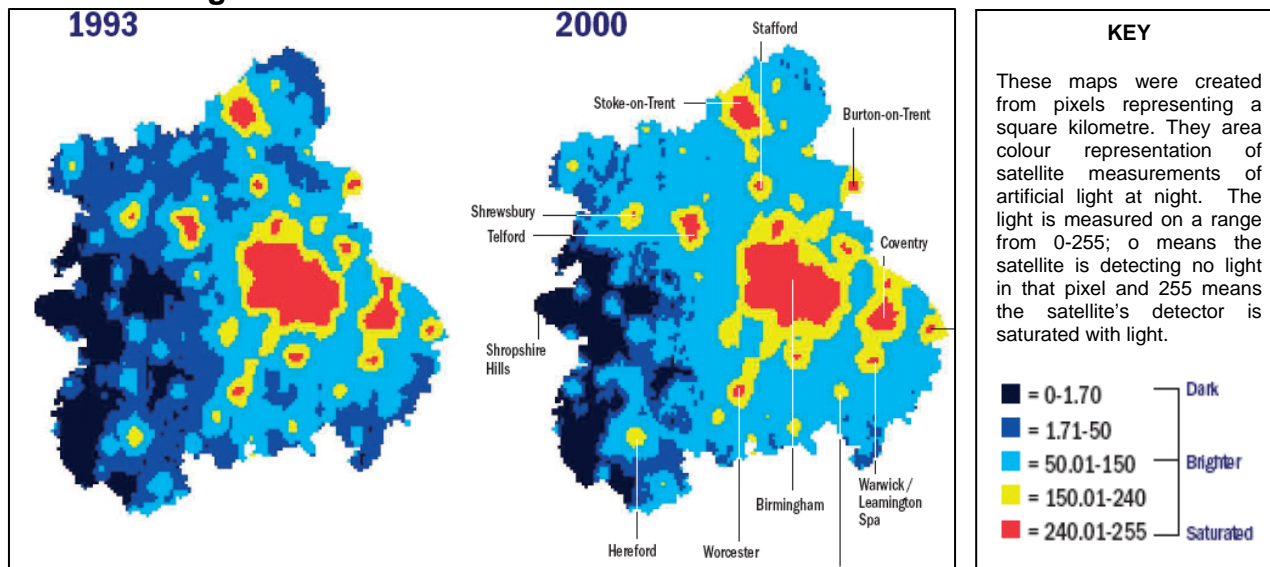 1993
2000
Stafford
Stoke-on-Trent
Burton-on-Trent
Shrewsbury
Telford
Coventry
Shropshire
Hills
Warwick /
Leamington
Spa
Birmingham
Hereford
Worcester
KEY
These maps were created
from pixels representing a
square kilometre. They area
colour representation of
satellite measurements of
artificial light at night. The
light is measured on a range
from 0-255; o means the
satellite is detecting no light
in that pixel and 255 means
the satellite's detector is
saturated with light.
= 0-1.70
Dark
= 1.71-50
= 50.01-150
Brighter
= 150.01-240
= 240.01-255
Saturated